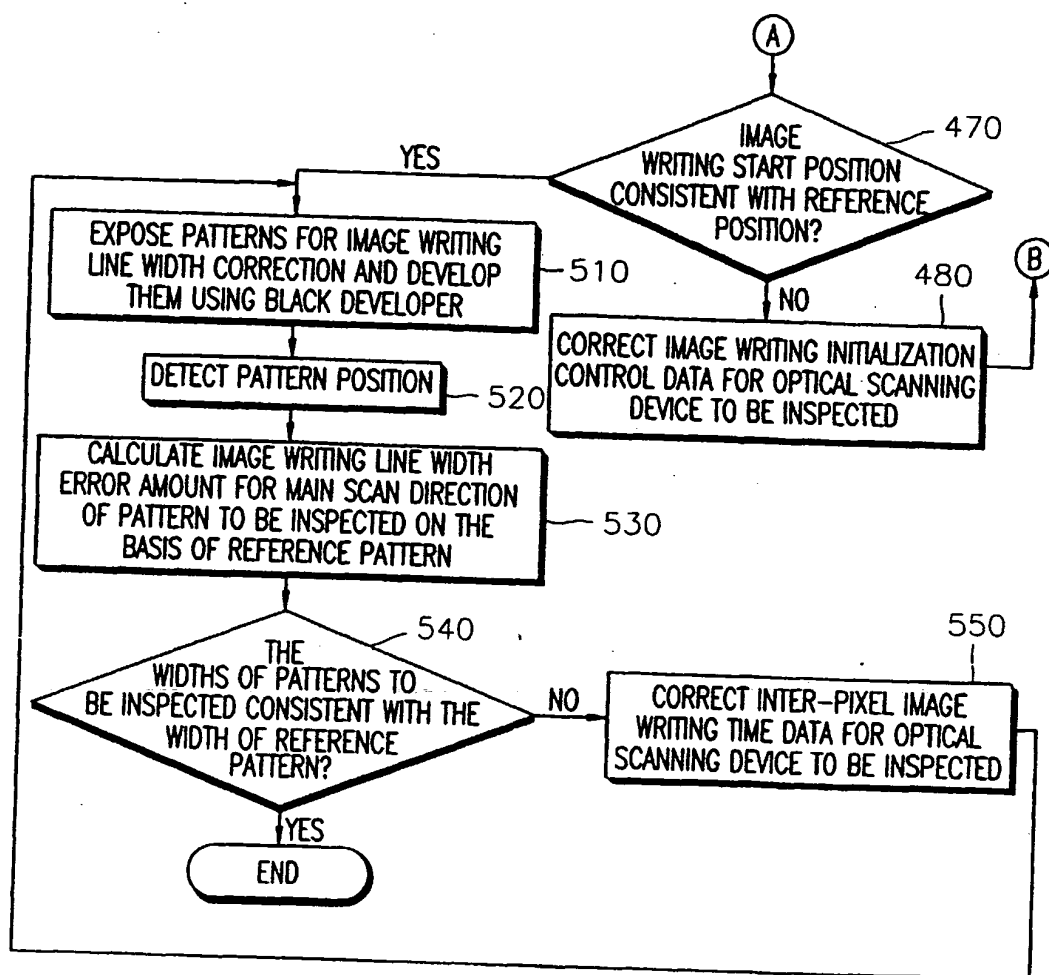 A
IMAGE
WRITING START POSITION
CONSISTENT WITH REFERENCE
POSITION?
470
YES
NO
EXPOSE PATTERNS FOR IMAGE WRITING
LINE WIDTH CORRECTION AND DEVELOP
THEM USING BLACK DEVELOPER
510
B
480
CORRECT IMAGE WRITING INITIALIZATION
CONTROL DATA FOR OPTICAL SCANNING
DEVICE TO BE INSPECTED
DETECT PATTERN POSITION
520
CALCULATE IMAGE WRITING LINE WIDTH
ERROR AMOUNT FOR MAIN SCAN DIRECTION
OF PATTERN TO BE INSPECTED ON THE
BASIS OF REFERENCE PATTERN
530
THE
WIDTHS OF PATTERNS TO
BE INSPECTED CONSISTENT WITH THE
WIDTH OF REFERENCE
PATTERN?
540
NO
550
CORRECT INTER-PIXEL IMAGE
WRITING TIME DATA FOR OPTICAL
SCANNING DEVICE TO BE INSPECTED
YES
END